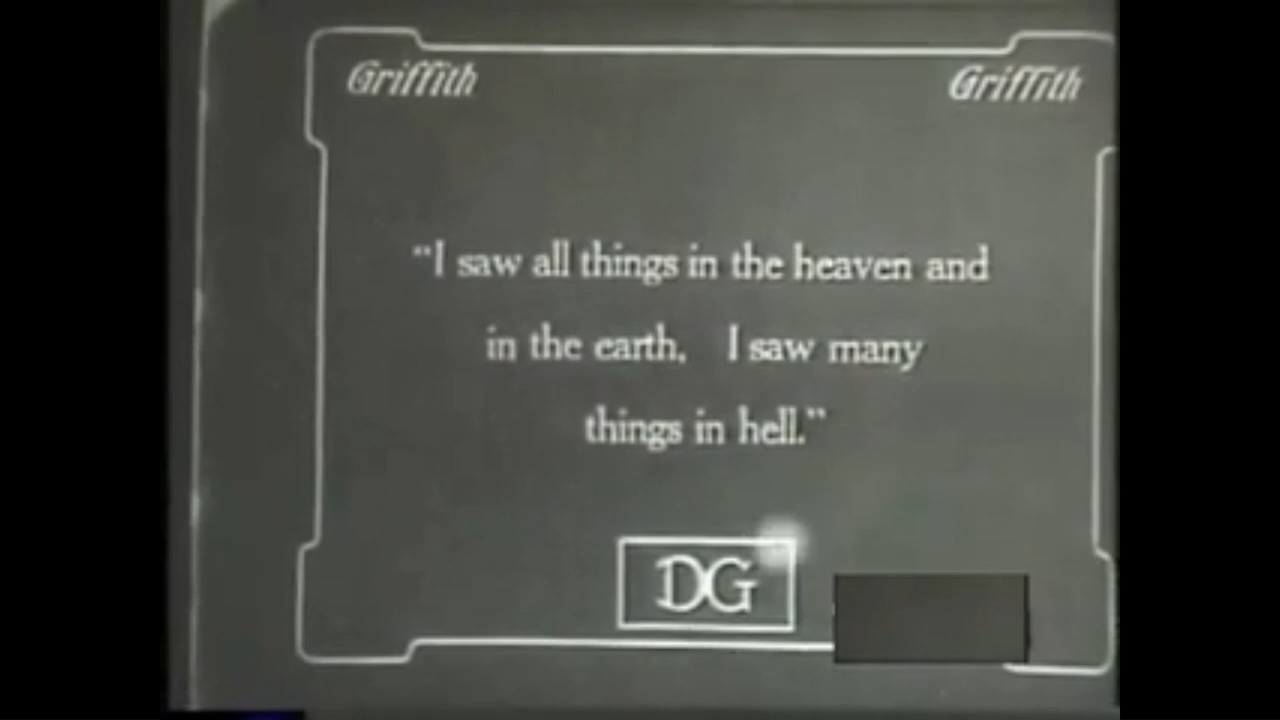 Griffith Griffith
"I saw all things in the heaven and
in the earth. I saw many
things in hell."
DG